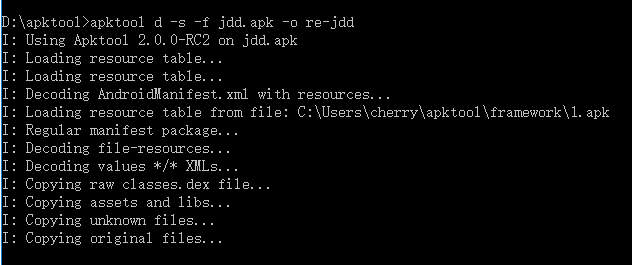 D:\apktool>apktool d -s -f jdd.apk -o re-jdd
I: Using Apktool 2.0.0-RC2 on jdd.apk
I: Loading resource table...
I: Loading resource table...
I: Decoding AndroidManifest.xml with resources...
I: Loading resource table from file: C:\Users\cherry\apktool\framework\1.apk
I: Regular manifest package...
I: Decoding file-resources...
I: Decoding values */* XMLs...
I: Copying raw classes.dex file...
I: Copying assets and libs...
I: Copying unknown files...
I: Copying original files...